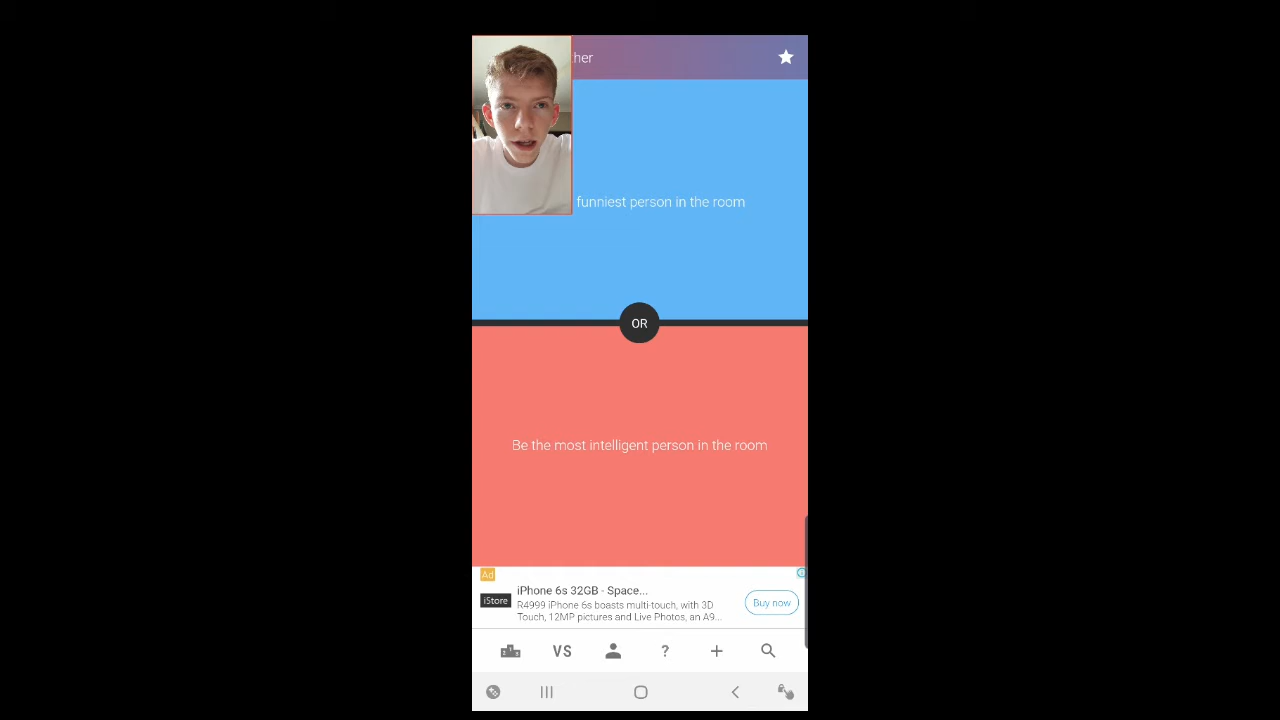 her
funniest person in the room
OR
Be the most intelligent person in the room
Ad
iStore
iPhone 6s 32GB - Space...
R4999 iPhone 6s boasts multi-touch, with 3D
Touch, 12MP pictures and Live Photos, an A9...
Buy now
VS
?